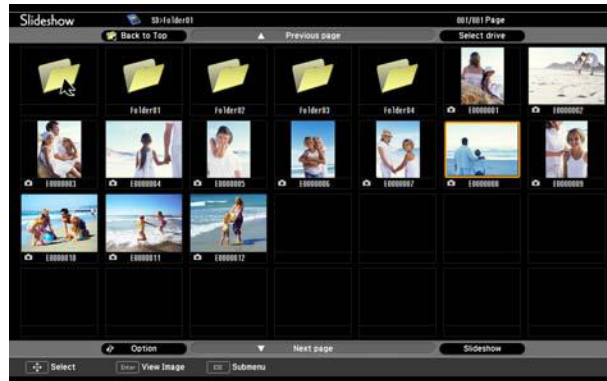 Slideshow SD>Folder01 001/001 Page
Back to Top Previous page Select drive
Folder01 Folder02 Folder03 Folder04 E0000001 E0000002
E0000003 E0000004 E0000005 E0000006 E0000007 E0000008 E0000009
E0000010 E0000011 E0000012
Option Next page Slideshow
Select Enter View Image ESC Submenu